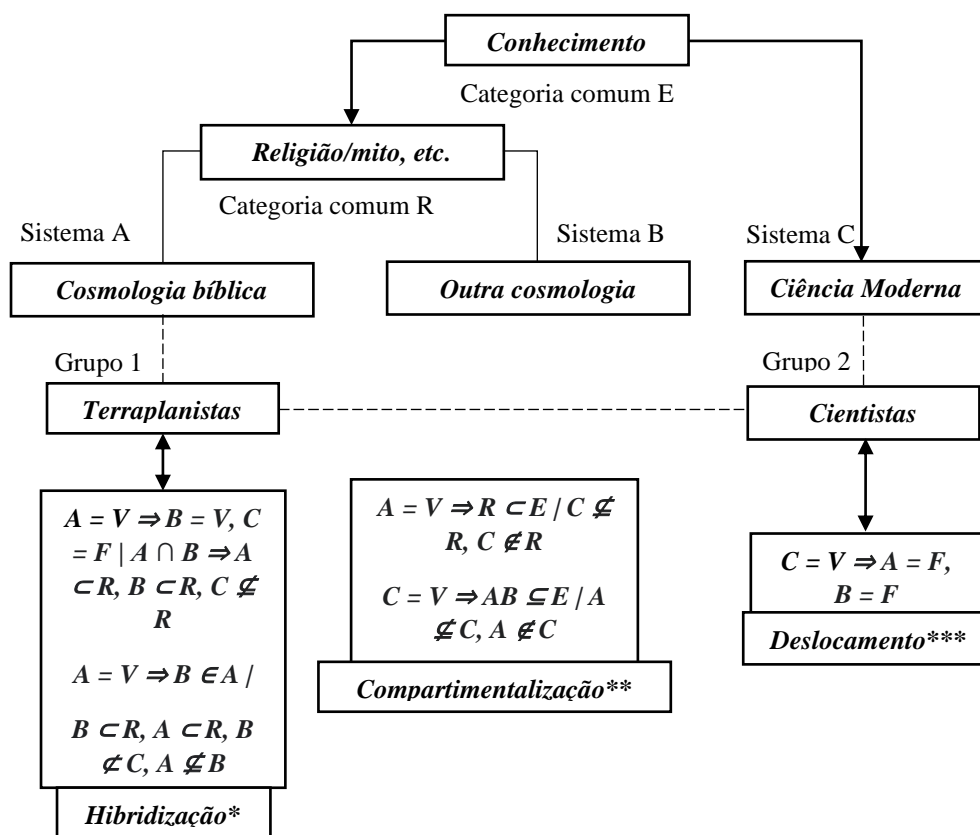 Conhecimento
Categoria comum E
Religião/mito, etc.
Categoria comum R
Sistema A
Sistema B
Sistema C
Cosmologia bíblica
Outra cosmologia
Ciência Moderna
Grupo 1
Grupo 2
Terraplanistas
Cientistas
A = V ⇒ B = V, C
= F | A ∩ B ⇒ A
⊂ R, B ⊂ R, C ⊈
R
A = V ⇒ B ∈ A /
B ⊂ R, A ⊂ R, B
⊄ C, A ⊈ B
Hibridização*
A = V ⇒ R ⊂ E / C ⊈
R, C ∉ R
C = V ⇒ AB ⊆ E / A
⊈ C, A ∉ C
Compartimentalização**
C = V ⇒ A = F,
B = F
Deslocamento***